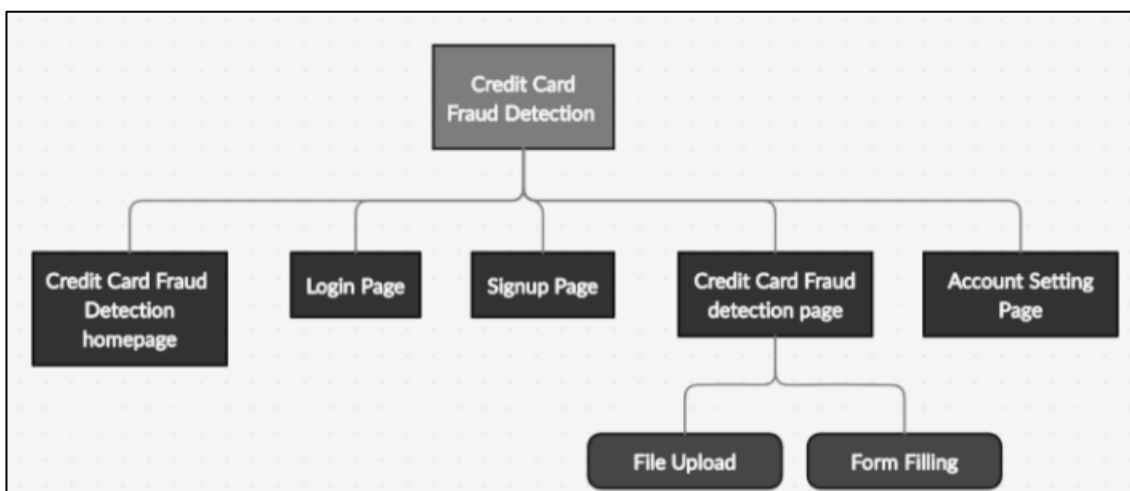 Credit Card
Fraud Detection
Credit Card Fraud
Detection
homepage
Login Page
Signup Page
Credit Card Fraud
detection page
Account Setting
Page
File Upload
Form Filling